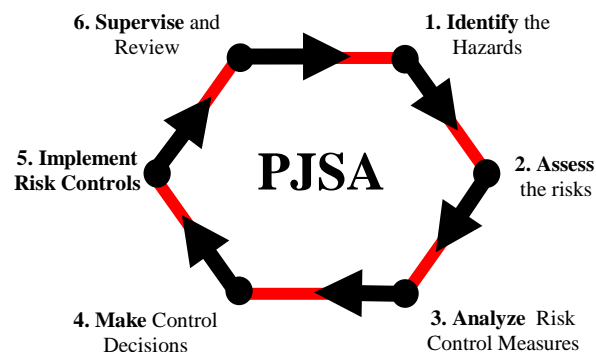 6. Supervise and
Review
1. Identify the
Hazards
5. Implement
Risk Controls
PJSA
2. Assess
the risks
4. Make Control
Decisions
3. Analyze Risk
Control Measures